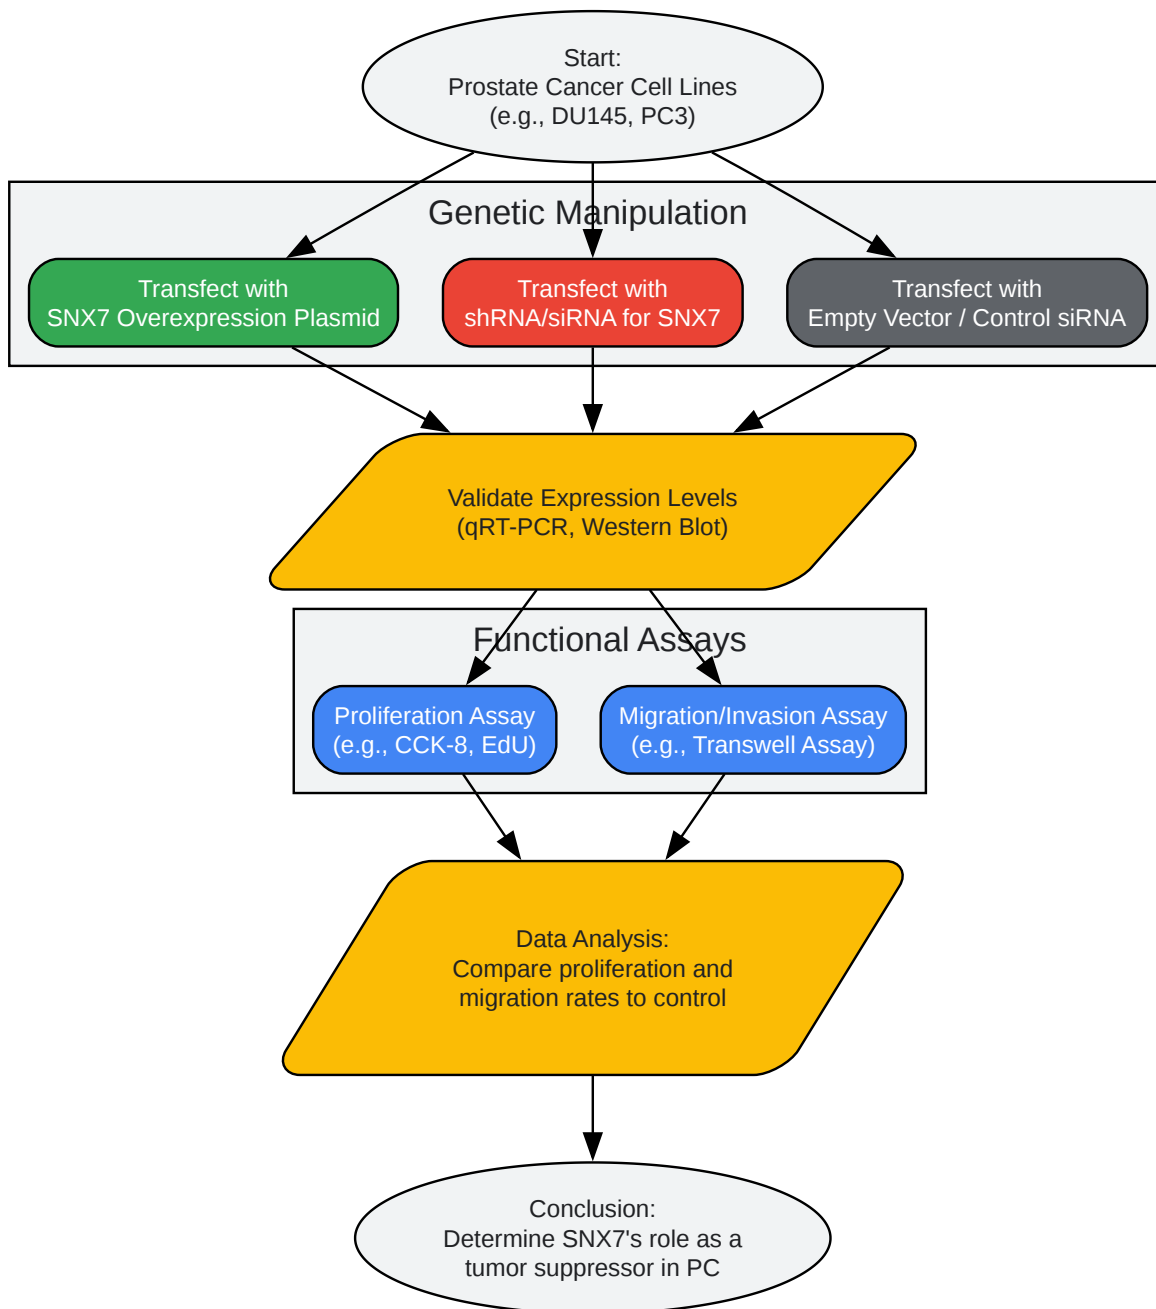 Start:
Prostate Cancer Cell Lines
(e.g., DU145, PC3)
Genetic Manipulation
Transfect with
SNX7 Overexpression Plasmid
Transfect with
shRNA/siRNA for SNX7
Transfect with
Empty Vector / Control siRNA
Validate Expression Levels
(qRT-PCR, Western Blot)
Functional Assays
Proliferation Assay
(e.g., CCK-8, EdU)
Migration/Invasion Assay
(e.g., Transwell Assay)
Data Analysis:
Compare proliferation and
migration rates to control
Conclusion:
Determine SNX7's role as a
tumor suppressor in PC